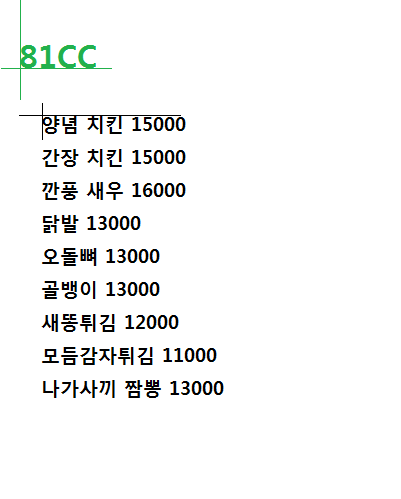 81CC
양념 치킨 15000
간장 치킨 15000
깐풍 새우 16000
닭발 13000
오돌뼈 13000
골뱅이 13000
새똥튀김 12000
모듬감자튀김 11000
나가사끼 짬뽕 13000